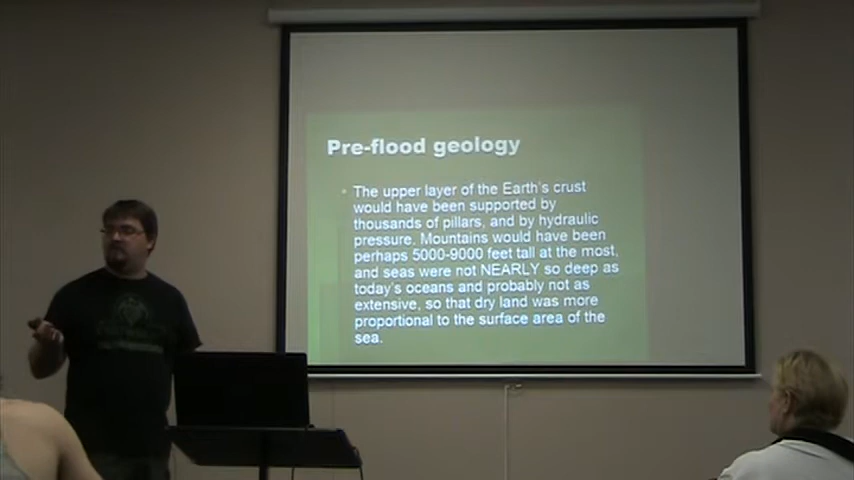 Pre-flood geology
The upper layer of the Earth's crust
would have been supported by
thousands of pillars, and by hydraulic
pressure. Mountains would have been
perhaps 5000-9000 feet tall at the most,
and seas were not NEARLY so deep as
today's oceans and probably not as
extensive, so that dry land was more
proportional to the surface area of the
sea.